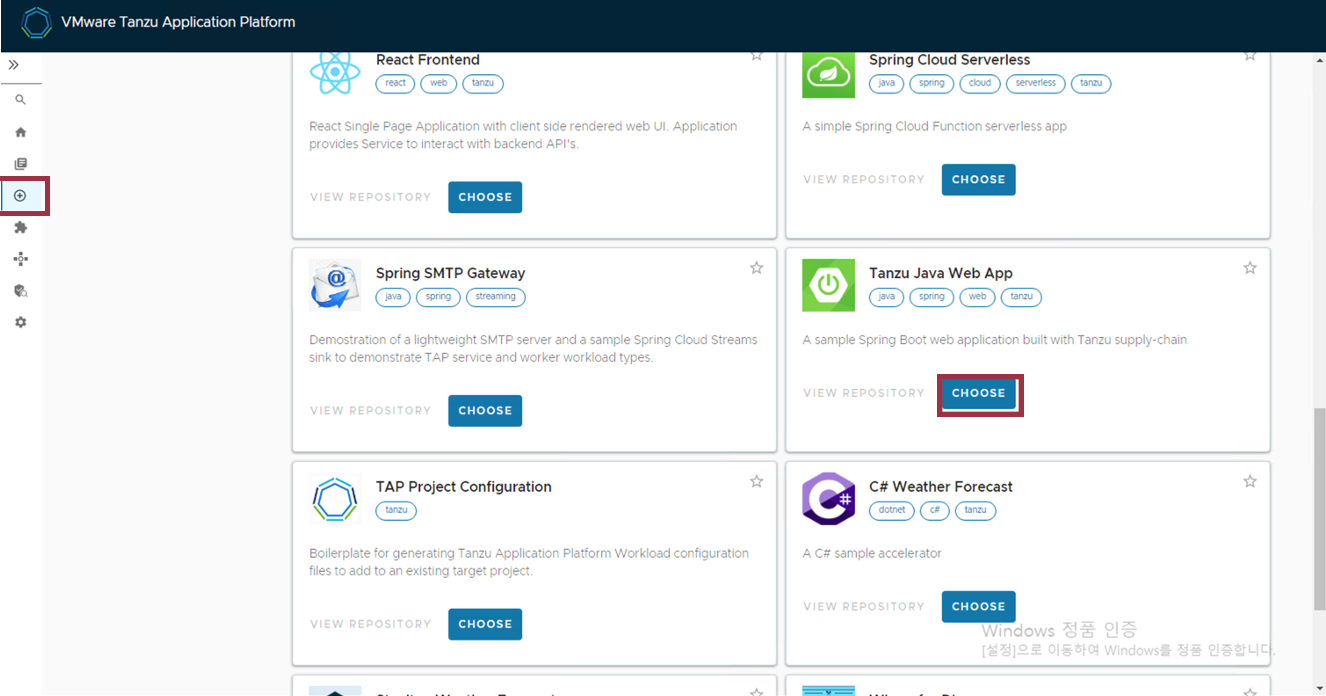 VMware Tanzu Application Platform
React Frontend
react web tanzu
React Single Page Application with client side rendered web UI. Application
provides Service to interact with backend API's.
VIEW REPOSITORY CHOOSE
Spring Cloud Serverless
java spring cloud serverless tanzu
A simple Spring Cloud Function serverless app
VIEW REPOSITORY CHOOSE
Spring SMTP Gateway
java spring streaming
Demostration of a lightweight SMTP server and a sample Spring Cloud Streams
sink to demonstrate TAP service and worker workload types.
VIEW REPOSITORY CHOOSE
Tanzu Java Web App
java spring web tanzu
A sample Spring Boot web application built with Tanzu supply-chain
VIEW REPOSITORY CHOOSE
TAP Project Configuration
tanzu
Boilerplate for generating Tanzu Application Platform Workload configuration
files to add to an existing target project.
VIEW REPOSITORY CHOOSE
C# Weather Forecast
dotnet c# tanzu
A C# sample accelerator
VIEW REPOSITORY CHOOSE
Windows 정품 인증
[설정]으로 이동하여 Windows를 정품 인증합니다.